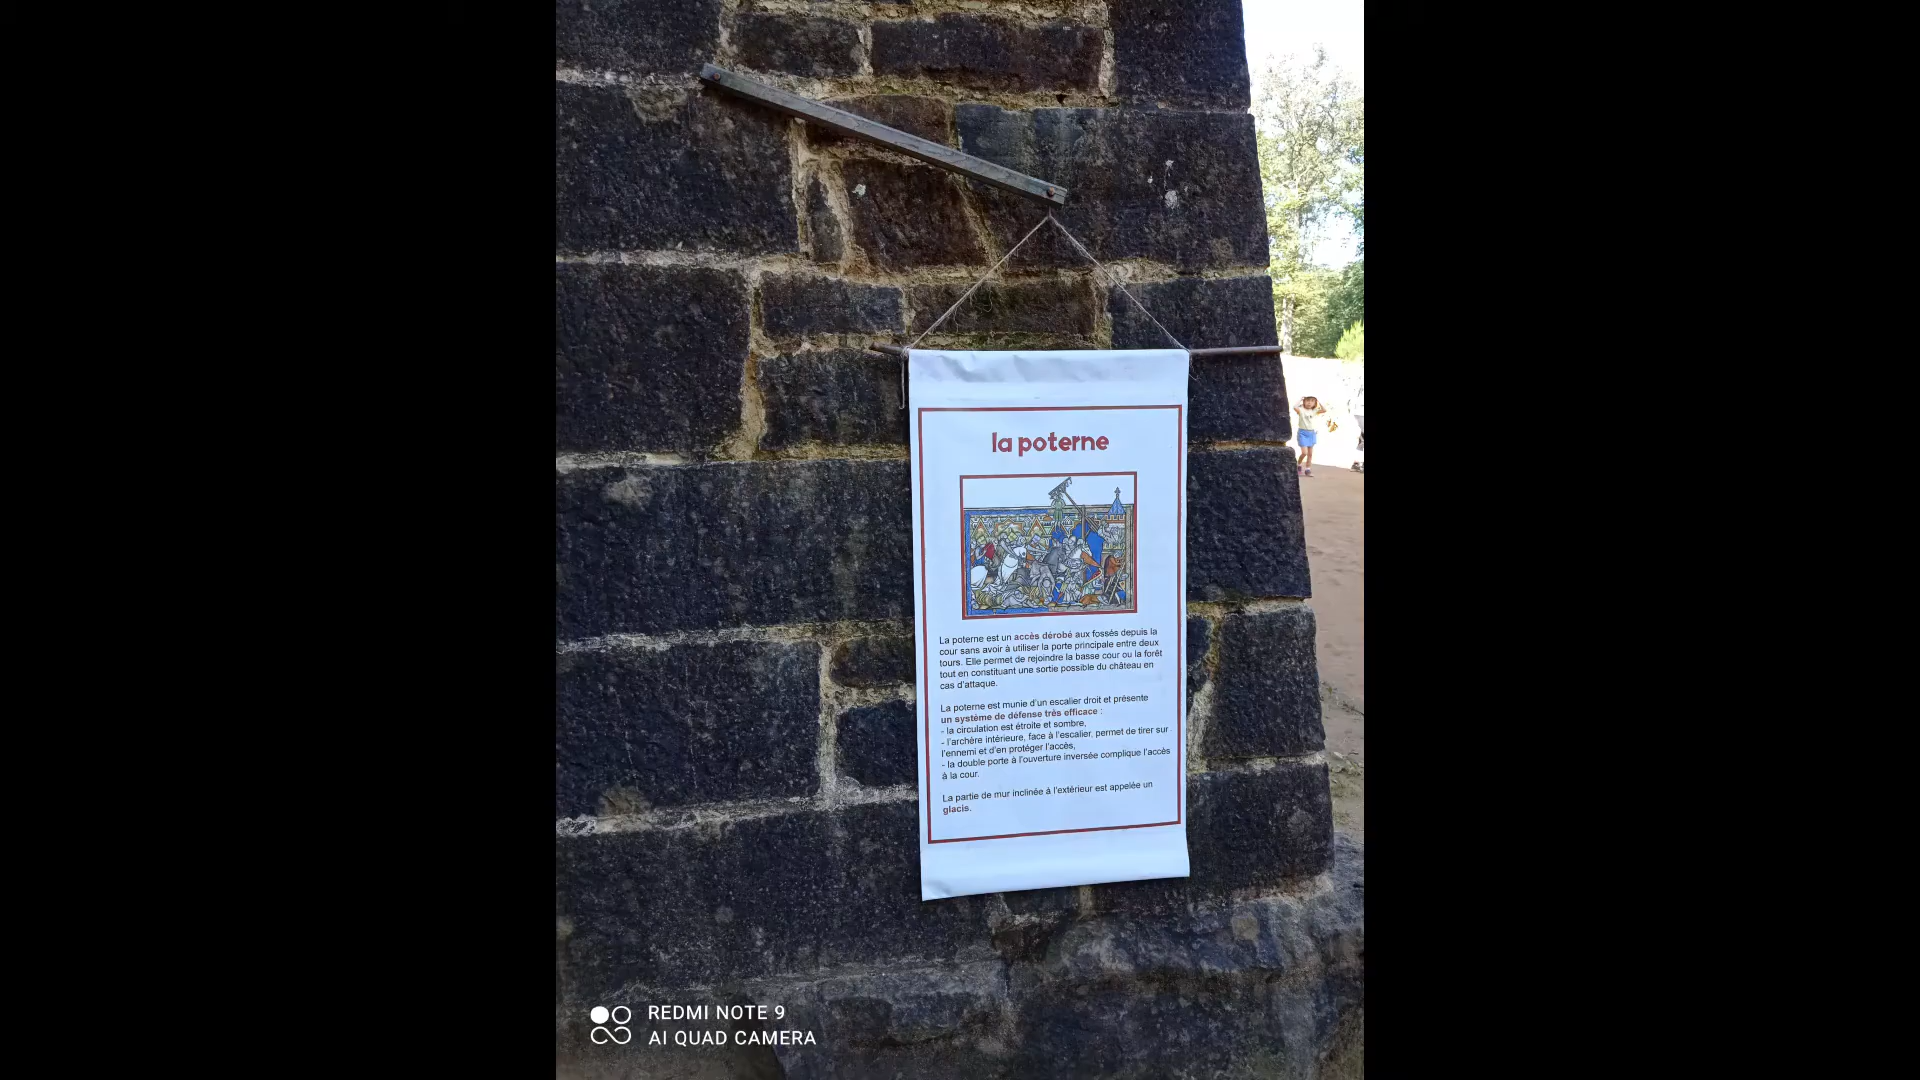 la poterne
La poterne est un accès dérobé aux fossés depuis la
cour sans avoir à utiliser la porte principale entre deux
tours. Elle permet de rejoindre la basse cour ou la forêt
tout en constituant une sortie possible du château en
cas d'attaque.
La poterne est munie d'un escalier droit et présente
un système de défense très efficace :
- la circulation est étroite et sombre,
- l'archère intérieure, face à l'escalier, permet de tirer sur
l'ennemi et d'en protéger l'accès,
- la double porte à l'ouverture inversée complique l'accès
à la cour.
La partie de mur inclinée à l'extérieur est appelée un
glacis.
REDMI NOTE 9
AI QUAD CAMERA